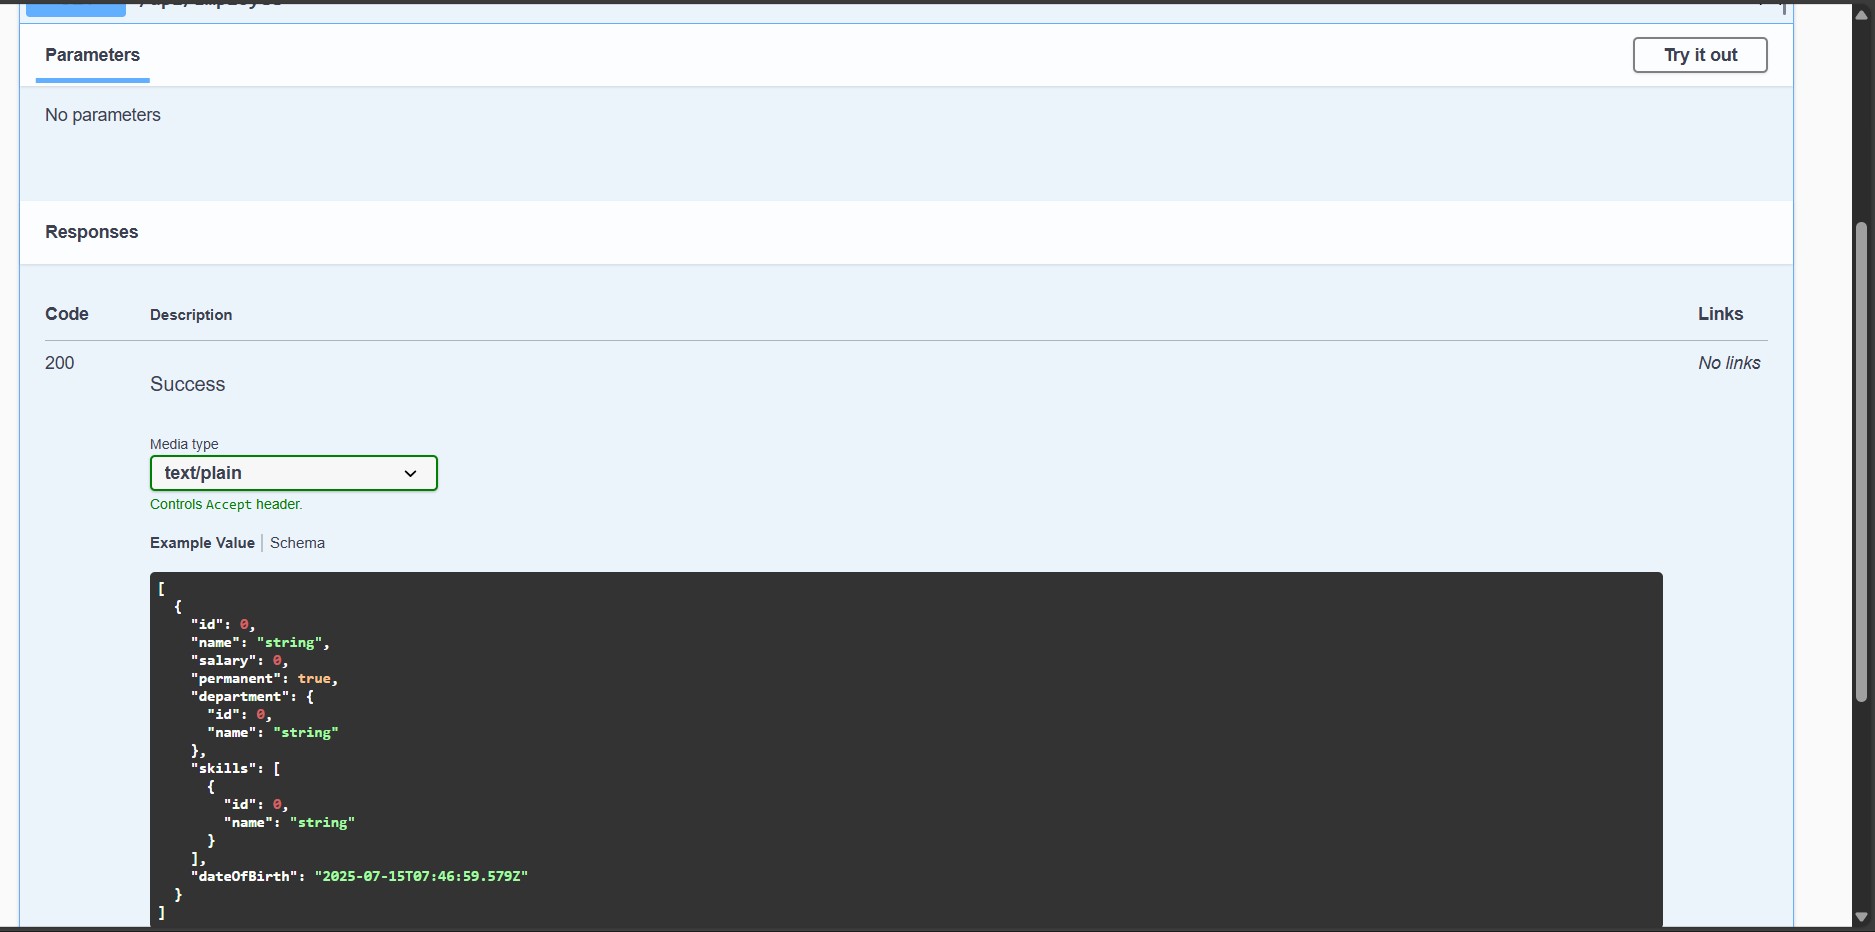 Parameters
Try it out
No parameters
Responses
Code Description Links
200 Success No links
Media type
text/plain
Controls Accept header.
Example Value | Schema
[
  {
    "id": 0,
    "name": "string",
    "salary": 0,
    "permanent": true,
    "department": {
      "id": 0,
      "name": "string"
    },
    "skills": [
      {
        "id": 0,
        "name": "string"
      }
    ],
    "dateOfBirth": "2025-07-15T07:46:59.579Z"
  }
]